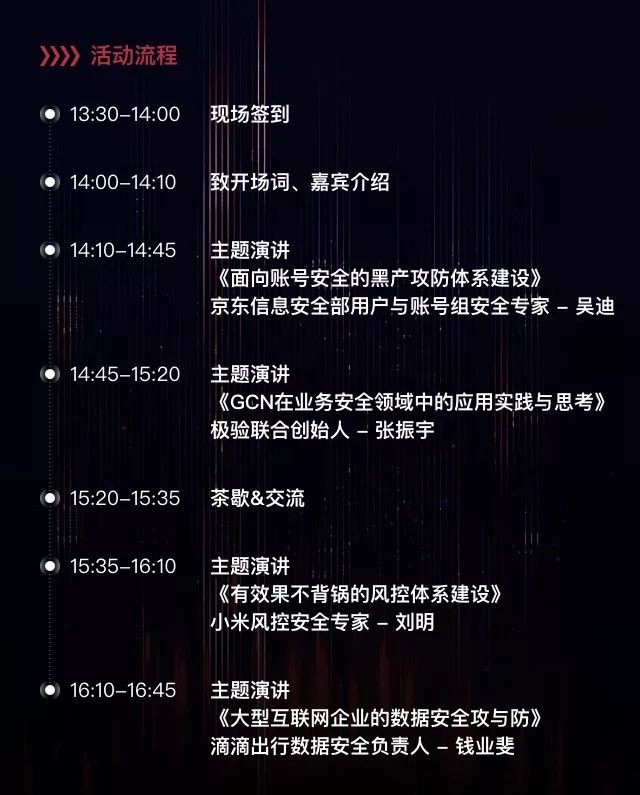 活动流程
13:30–14:00 现场签到
14:00–14:10 致开场词、嘉宾介绍
14:10–14:45 主题演讲
《面向账号安全的黑产攻防体系建设》
京东信息安全部用户与账号组安全专家 – 吴迪
14:45–15:20 主题演讲
《GCN在业务安全领域中的应用实践与思考》
极验联合创始人 – 张振宇
15:20–15:35 茶歇&交流
15:35–16:10 主题演讲
《有效果不背锅的风控体系建设》
小米风控安全专家 – 刘明
16:10–16:45 主题演讲
《大型互联网企业的数据安全攻与防》
滴滴出行数据安全负责人 – 钱业斐